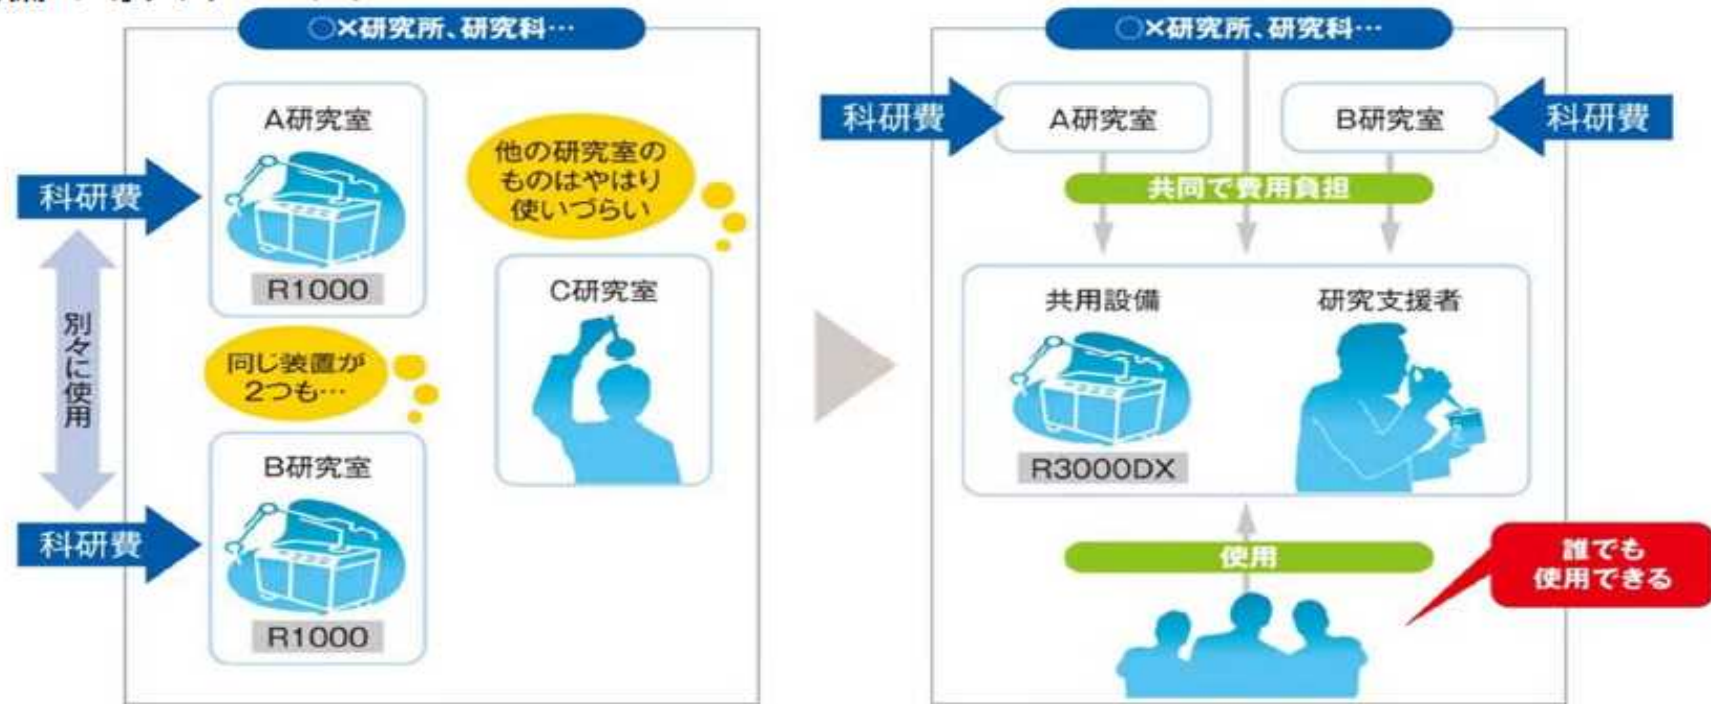 ○×研究所、研究科…
A研究室
科研費
R1000
他の研究室の
ものはやはり
使いづらい
C研究室
別々に使用
同じ装置が
2つも…
B研究室
科研費
R1000
○×研究所、研究科…
科研費
A研究室
B研究室
科研費
共同で費用負担
共用設備
研究支援者
R3000DX
使用
誰でも
使用できる